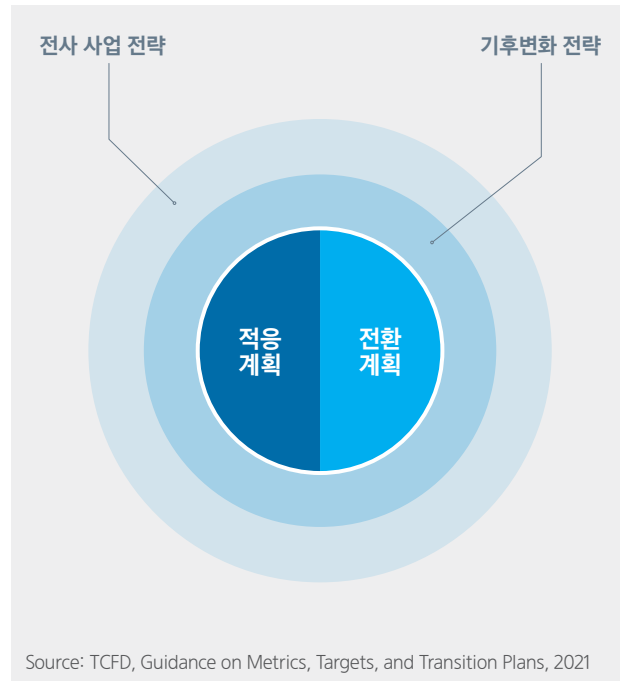 전사 사업 전략
기후변화 전략
적응
계획
전환
계획
Source: TCFD, Guidance on Metrics, Targets, and Transition Plans, 2021